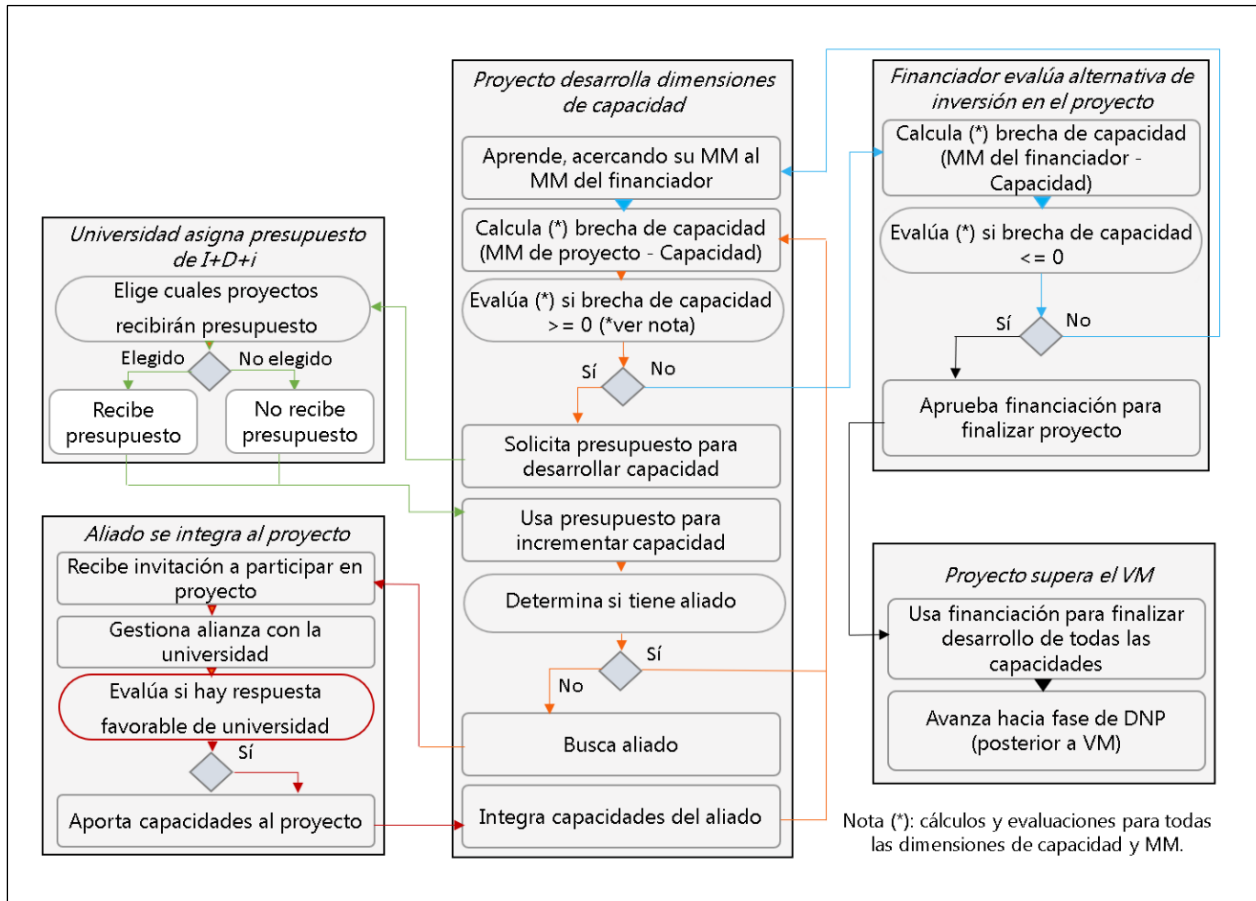 Universidad asigna presupuesto
de I+D+i
Elige cuales proyectos
recibirán presupuesto
Elegido
No elegido
Recibe
presupuesto
No recibe
presupuesto
Aliado se integra al proyecto
Recibe invitación a participar en
proyecto
Gestiona alianza con la
universidad
Evalúa si hay respuesta
favorable de universidad
Sí
Aporta capacidades al proyecto
Proyecto desarrolla dimensiones
de capacidad
Aprende, acercando su MM al
MM del financiador
Calcula (*) brecha de capacidad
(MM de proyecto - Capacidad)
Evalúa (*) si brecha de capacidad
>= 0 (*ver nota)
Sí
No
Solicita presupuesto para
desarrollar capacidad
Usa presupuesto para
incrementar capacidad
Determina si tiene aliado
Sí
No
Busca aliado
Integra capacidades del aliado
Financiador evalúa alternativa de
inversión en el proyecto
Calcula (*) brecha de capacidad
(MM del financiador -
Capacidad)
Evalúa (*) si brecha de capacidad
<= 0
Sí
No
Aprueba financiación para
finalizar proyecto
Proyecto supera el VM
Usa financiación para finalizar
desarrollo de todas las
capacidades
Avanza hacia fase de DNP
(posterior a VM)
Nota (*): cálculos y evaluaciones para todas
las dimensiones de capacidad y MM.